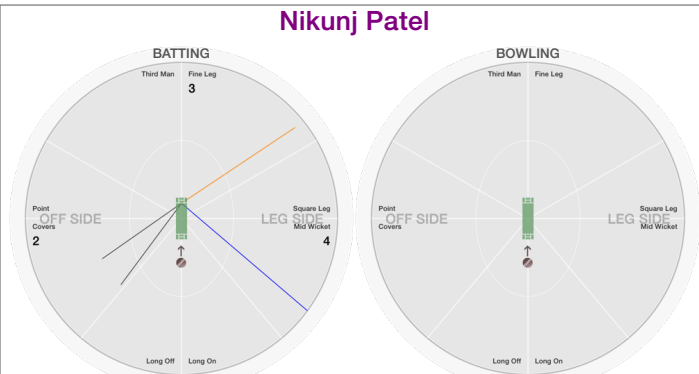 Nikunj Patel
BATTING
Third Man Fine Leg
3
Point Square Leg
OFF SIDE LEG SIDE
Covers Mid Wicket
2 4
Long Off Long On
BOWLING
Third Man Fine Leg
Point Square Leg
OFF SIDE LEG SIDE
Covers Mid Wicket
Long Off Long On